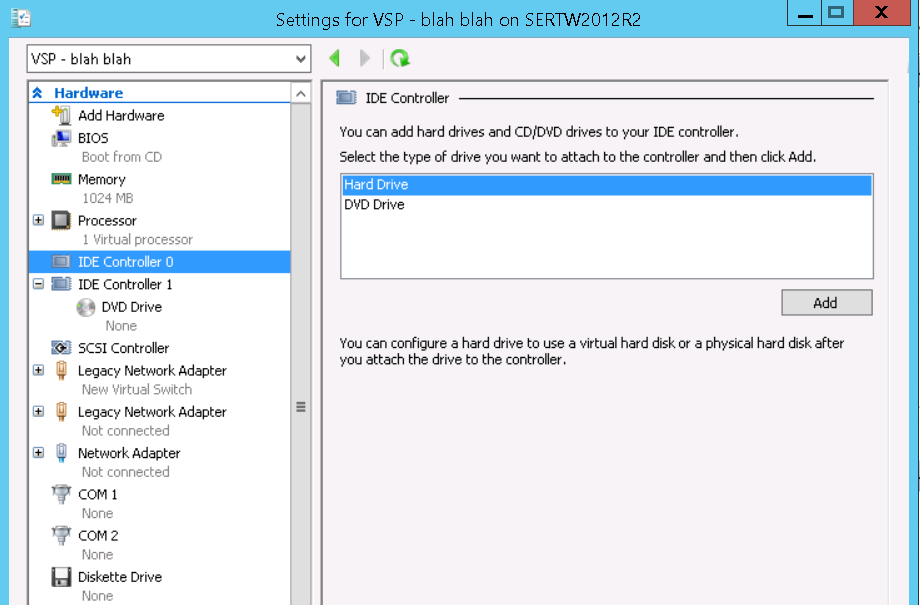 Settings for VSP - blah blah on SERTW2012R2
VSP - blah blah
Hardware
Add Hardware
BIOS
Boot from CD
Memory
1024 MB
Processor
1 Virtual processor
IDE Controller 0
IDE Controller 1
DVD Drive
None
SCSI Controller
Legacy Network Adapter
New Virtual Switch
Legacy Network Adapter
Not connected
Network Adapter
Not connected
COM 1
None
COM 2
None
Diskette Drive
None
IDE Controller
You can add hard drives and CD/DVD drives to your IDE controller.
Select the type of drive you want to attach to the controller and then click Add.
Hard Drive
DVD Drive
Add
You can configure a hard drive to use a virtual hard disk or a physical hard disk after
you attach the drive to the controller.